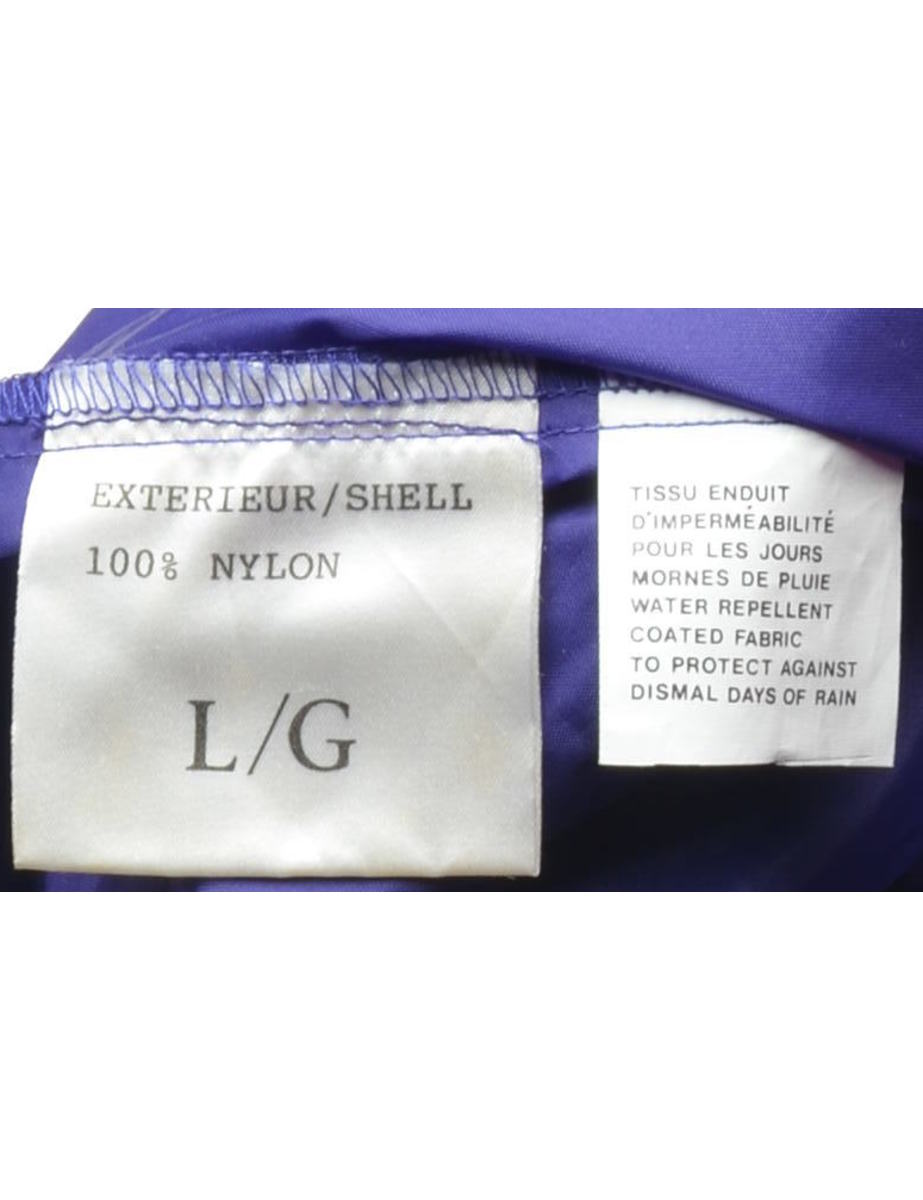 EXTERIEUR/SHELL
100% NYLON
L/G
TISSU ENDUIT
D'IMPERMÉABILITÉ
POUR LES JOURS
MORNES DE PLUIE
WATER REPELLENT
COATED FABRIC
TO PROTECT AGAINST
DISMAL DAYS OF RAIN